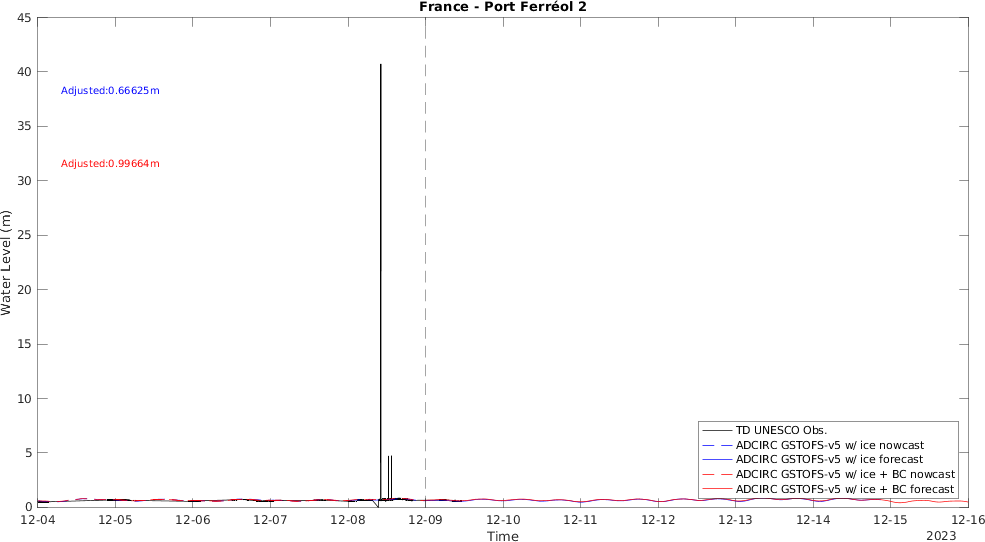 France - Port Ferréol 2
45
40
35
30
25
20
15
10
5
0
Water Level (m)
Adjusted:0.66625m
Adjusted:0.99664m
TD UNESCO Obs.
ADCIRC GSTOFS-v5 w/ ice nowcast
ADCIRC GSTOFS-v5 w/ ice forecast
ADCIRC GSTOFS-v5 w/ ice + BC nowcast
ADCIRC GSTOFS-v5 w/ ice + BC forecast
12-04 12-05 12-06 12-07 12-08 12-09 12-10 12-11 12-12 12-13 12-14 12-15 12-16
Time
2023